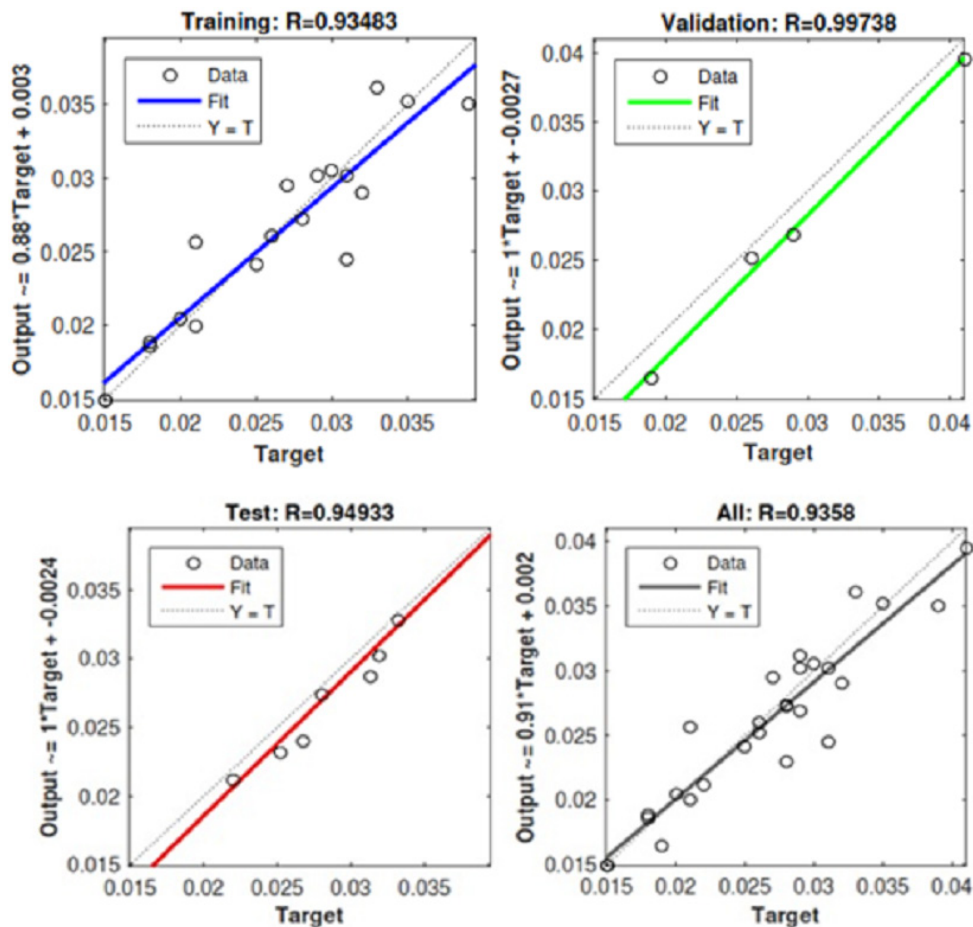 Training: R=0.93483
Output ~= 0.88*Target + 0.003
Data
Fit
Y = T
0.035
0.03
0.025
0.02
0.015
0.015 0.02 0.025 0.03 0.035
Target
Validation: R=0.99738
Output ~= 1*Target + -0.0027
Data
Fit
Y = T
0.04
0.035
0.03
0.025
0.02
0.015
0.015 0.02 0.025 0.03 0.035 0.04
Target
Test: R=0.94933
Output ~= 1*Target + -0.0024
Data
Fit
Y = T
0.035
0.03
0.025
0.02
0.015
0.015 0.02 0.025 0.03 0.035
Target
All: R=0.9358
Output ~= 0.91*Target + 0.002
Data
Fit
Y = T
0.04
0.035
0.03
0.025
0.02
0.015
0.015 0.02 0.025 0.03 0.035 0.04
Target